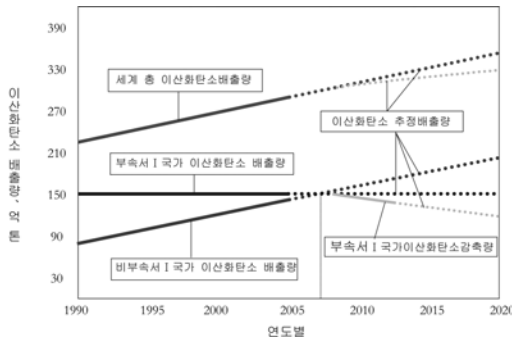 이산화탄소 배출량, 억 톤
390
330
270
210
150
90
30
세계 총 이산화탄소배출량
이산화탄소 추정배출량
부속서 I 국가 이산화탄소 배출량
부속서 I 국가이산화탄소감축량
비부속서 I 국가 이산화탄소 배출량
1990
1995
2000
2005
2010
2015
2020
연도별